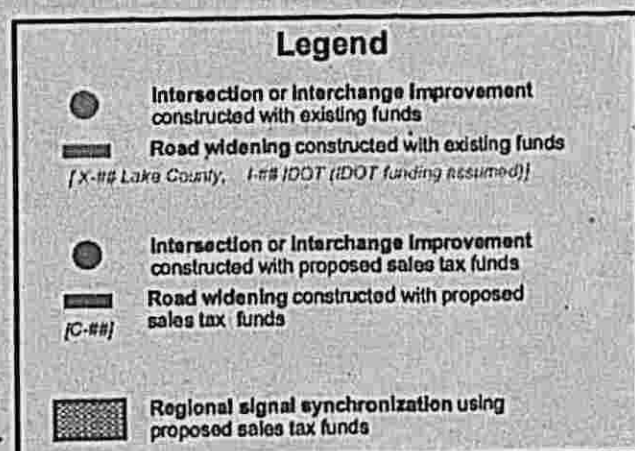 Legend
Intersection or Interchange Improvement
constructed with existing funds
Road widening constructed with existing funds
[X-## Lake County, I-## IDOT (IDOT funding assumed)]
Intersection or Interchange Improvement
constructed with proposed sales tax funds
Road widening constructed with proposed
sales tax funds
[C-##]
Regional signal synchronization using
proposed sales tax funds